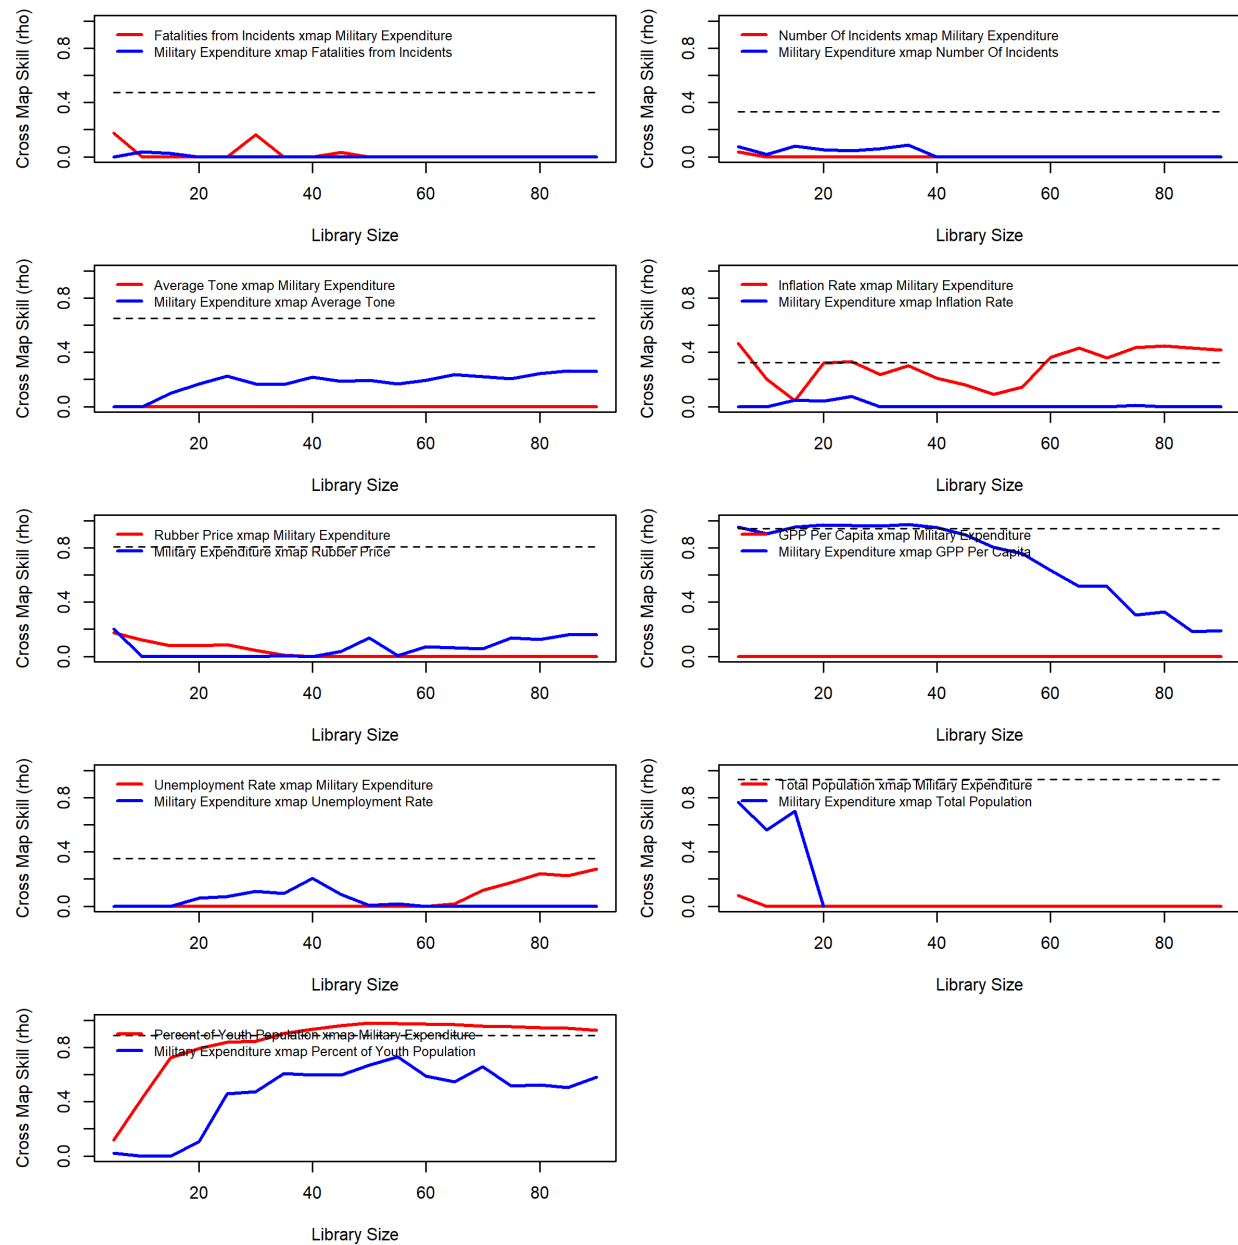 Cross Map Skill (rho)
0.0 0.4 0.8
Fatalities from Incidents xmap Military Expenditure
Military Expenditure xmap Fatalities from Incidents
20 40 60 80
Library Size
Cross Map Skill (rho)
0.0 0.4 0.8
Number Of Incidents xmap Military Expenditure
Military Expenditure xmap Number Of Incidents
20 40 60 80
Library Size
Cross Map Skill (rho)
0.0 0.4 0.8
Average Tone xmap Military Expenditure
Military Expenditure xmap Average Tone
20 40 60 80
Library Size
Cross Map Skill (rho)
0.0 0.4 0.8
Inflation Rate xmap Military Expenditure
Military Expenditure xmap Inflation Rate
20 40 60 80
Library Size
Cross Map Skill (rho)
0.0 0.4 0.8
Rubber Price xmap Military Expenditure
Military Expenditure xmap Rubber Price
20 40 60 80
Library Size
Cross Map Skill (rho)
0.0 0.4 0.8
GPP Per Capita xmap Military Expenditure
Military Expenditure xmap GPP Per Capita
20 40 60 80
Library Size
Cross Map Skill (rho)
0.0 0.4 0.8
Unemployment Rate xmap Military Expenditure
Military Expenditure xmap Unemployment Rate
20 40 60 80
Library Size
Cross Map Skill (rho)
0.0 0.4 0.8
Total Population xmap Military Expenditure
Military Expenditure xmap Total Population
20 40 60 80
Library Size
Cross Map Skill (rho)
0.0 0.4 0.8
Percent of Youth Population xmap Military Expenditure
Military Expenditure xmap Percent of Youth Population
20 40 60 80
Library Size